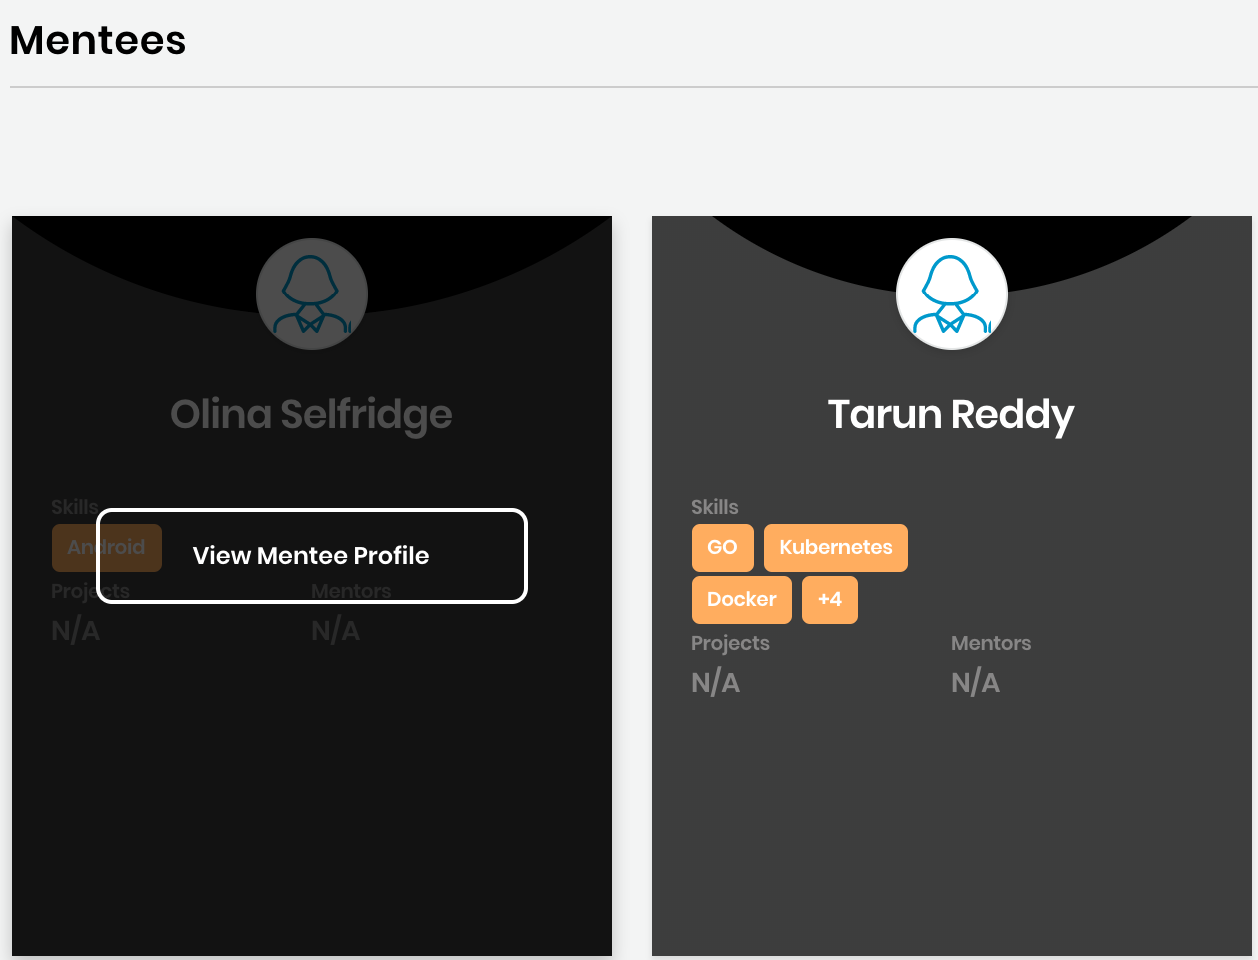 Mentees
Olina Selfridge
Skills
Android
View Mentee Profile
Projects
Mentors
N/A
N/A
Tarun Reddy
Skills
GO
Kubernetes
Docker
+4
Projects
Mentors
N/A
N/A